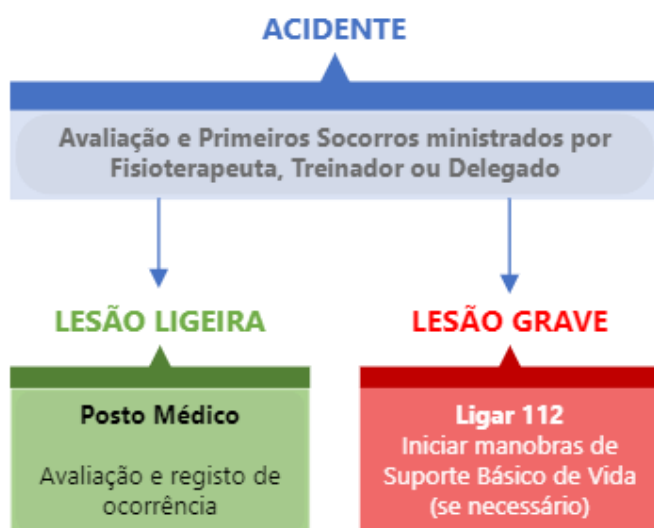 ACIDENTE
Avaliação e Primeiros Socorros ministrados por
Fisioterapeuta, Treinador ou Delegado
LESÃO LIGEIRA
Posto Médico
Avaliação e registo de
ocorrência
LESÃO GRAVE
Ligar 112
Iniciar manobras de
Suporte Básico de Vida
(se necessário)